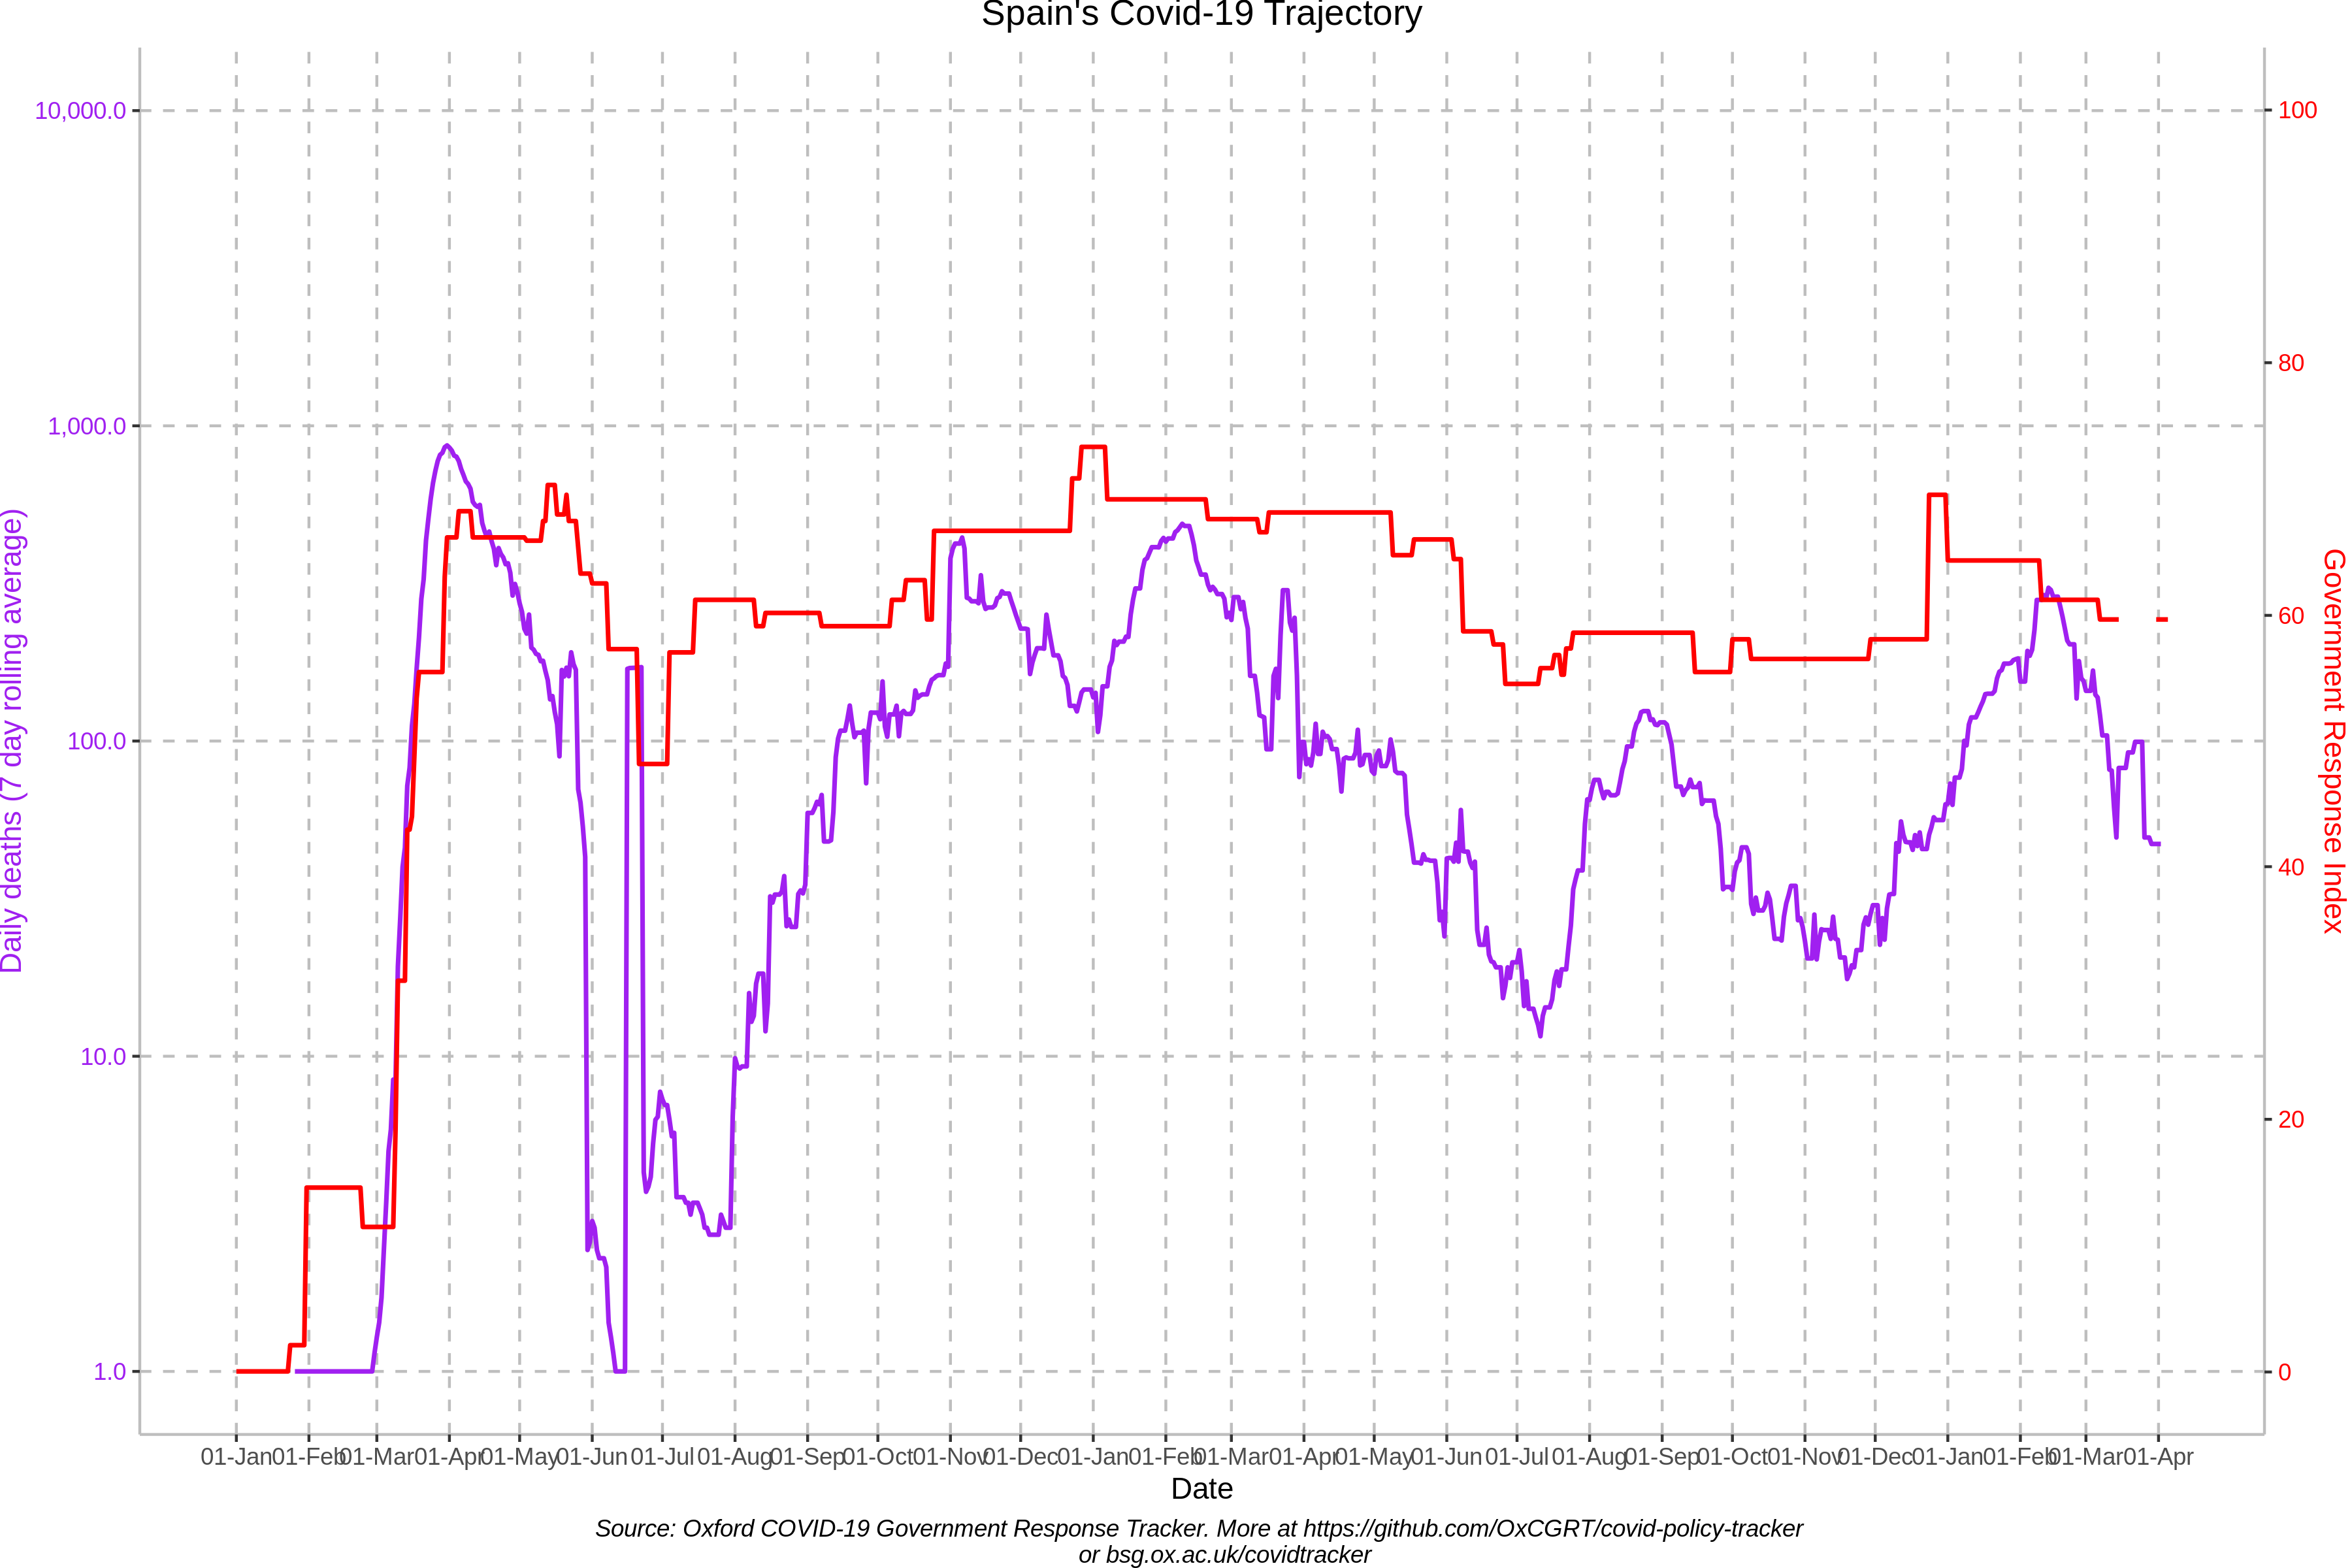 Spain's Covid-19 Trajectory
10,000.0
1,000.0
100.0
10.0
1.0
Daily deaths (7 day rolling average)
100
80
60
40
20
0
Government Response Index
01-Jan 01-Feb 01-Mar 01-Apr 01-May 01-Jun 01-Jul 01-Aug 01-Sep 01-Oct 01-Nov 01-Dec 01-Jan 01-Feb 01-Mar 01-Apr 01-May 01-Jun 01-Jul 01-Aug 01-Sep 01-Oct 01-Nov 01-Dec 01-Jan 01-Feb 01-Mar 01-Apr
Date
Source: Oxford COVID-19 Government Response Tracker. More at https://github.com/OxCGRT/covid-policy-tracker
or bsg.ox.ac.uk/covidtracker